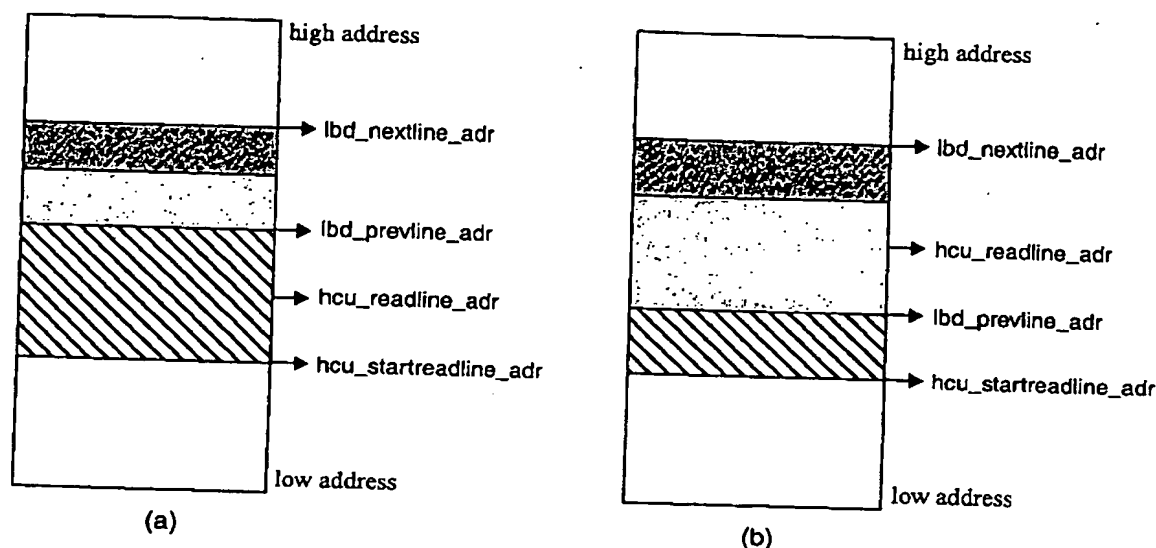 high address
lbd_nextline_adr
lbd_prevline_adr
hcu_readline_adr
hcu_startreadline_adr
low address
(a)
high address
lbd_nextline_adr
hcu_readline_adr
lbd_prevline_adr
hcu_startreadline_adr
low address
(b)